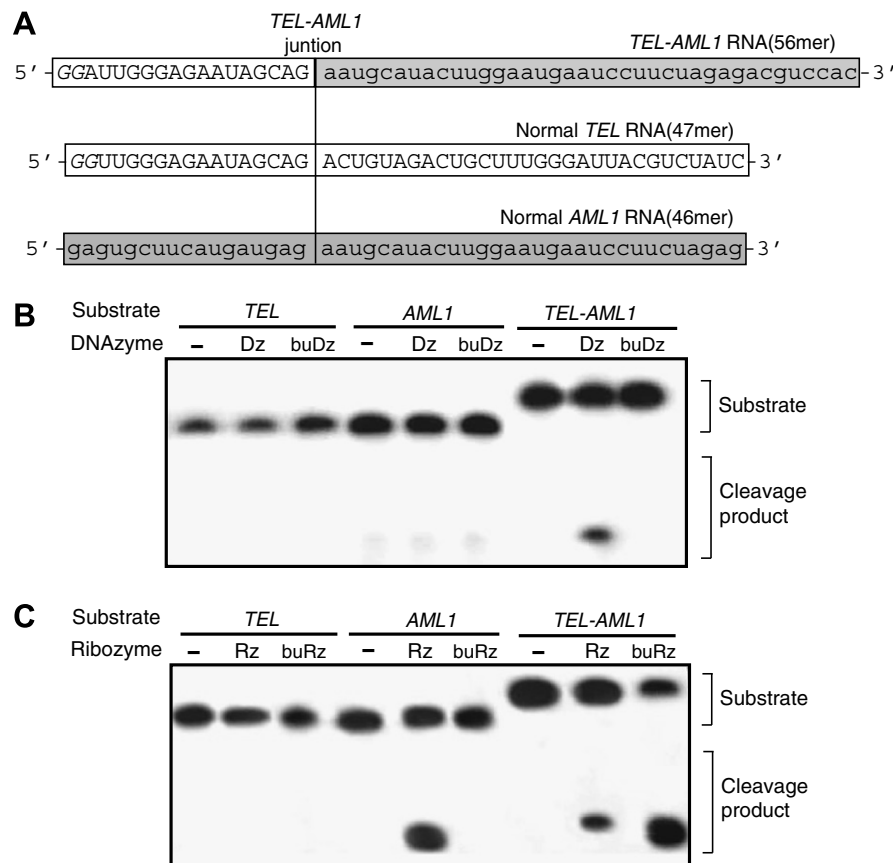 A
TEL-AML1
juntion
TEL-AML1 RNA(56mer)
5′ - GGAUUGGGAGAAUAGCAG aaugcauacuuggaaugaauccuucuagagacguccac - 3′
Normal TEL RNA(47mer)
5′ - GGUUGGGAGAAUAGCAG ACTGUAGACUGCUUUGGGAUUACGUCUAUC - 3′
Normal AML1 RNA(46mer)
5′ - gagugcuucaugaugag aaugcauacuuggaaugaauccuucuagag - 3′
B
Substrate TEL AML1 TEL-AML1
DNAzyme – Dz buDz – Dz buDz – Dz buDz
Substrate
Cleavage
product
C
Substrate TEL AML1 TEL-AML1
Ribozyme – Rz buRz – Rz buRz – Rz buRz
Substrate
Cleavage
product